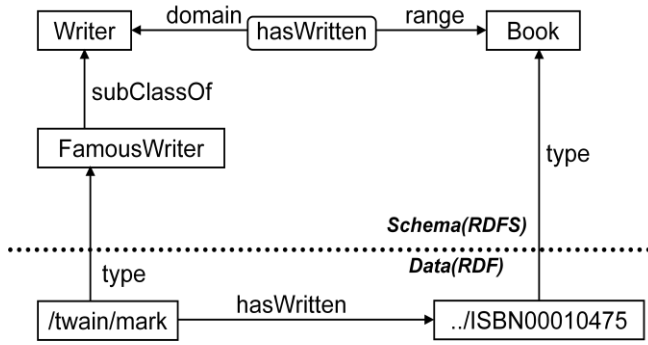 Writer
domain
hasWritten
range
Book
subClassOf
FamousWriter
type
Schema(RDFS)
Data(RDF)
type
hasWritten
/twain/mark
../ISBN00010475